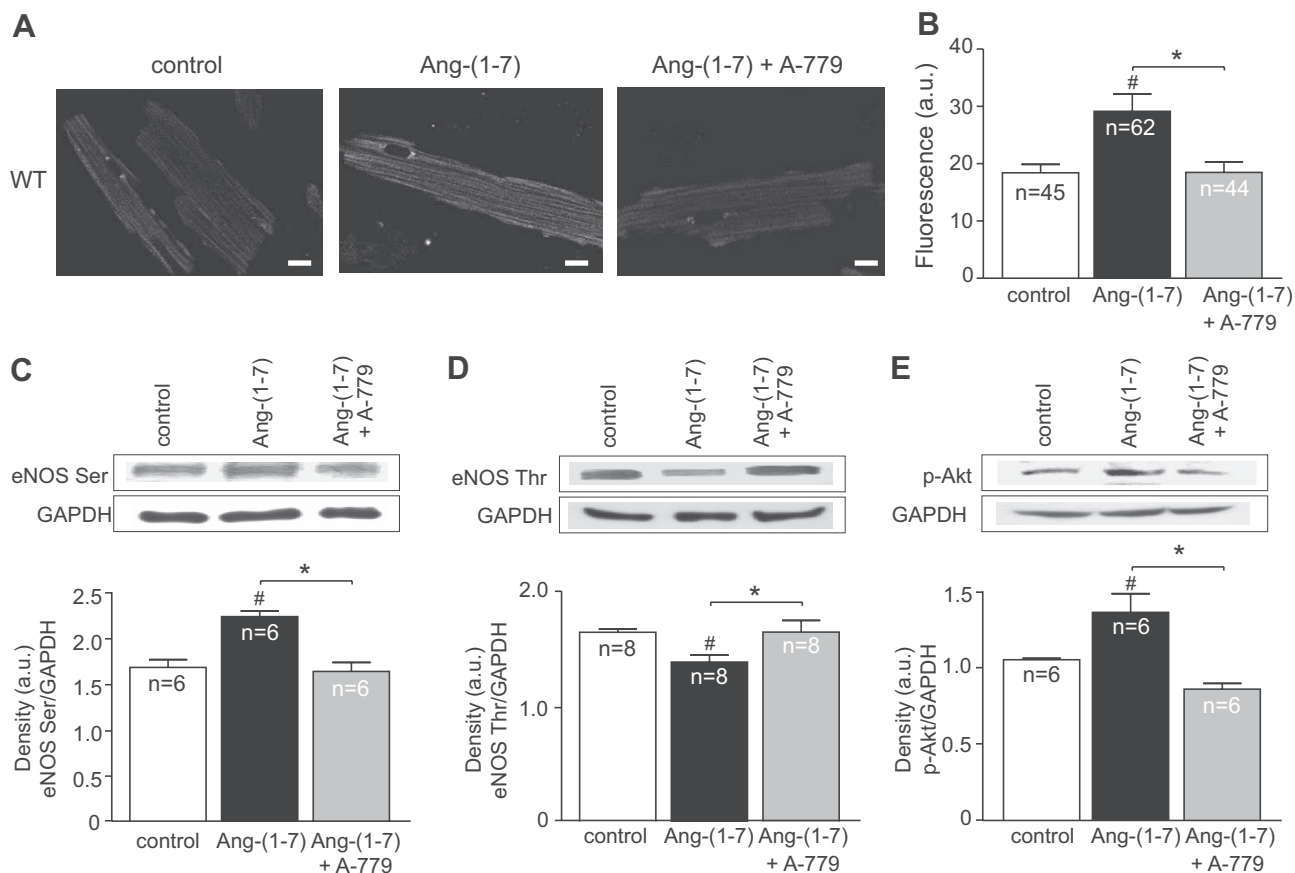 A
control
Ang-(1-7)
Ang-(1-7) + A-779
WT
B
Fluorescence (a.u.)
40
30
20
10
0
*
#
n=45
n=62
n=44
control
Ang-(1-7)
Ang-(1-7)
+ A-779
C
control
Ang-(1-7)
Ang-(1-7)
+ A-779
eNOS Ser
GAPDH
Density (a.u.)
eNOS Ser/GAPDH
2.5
2.0
1.5
1.0
0.5
0
*
#
n=6
n=6
n=6
control
Ang-(1-7)
Ang-(1-7)
+ A-779
D
control
Ang-(1-7)
Ang-(1-7)
+ A-779
eNOS Thr
GAPDH
Density (a.u.)
eNOS Thr/GAPDH
2.0
1.0
0
*
#
n=8
n=8
n=8
control
Ang-(1-7)
Ang-(1-7)
+ A-779
E
control
Ang-(1-7)
Ang-(1-7)
+ A-779
p-Akt
GAPDH
Density (a.u.)
p-Akt/GAPDH
1.5
1.0
0.5
0
*
#
n=6
n=6
n=6
control
Ang-(1-7)
Ang-(1-7)
+ A-779